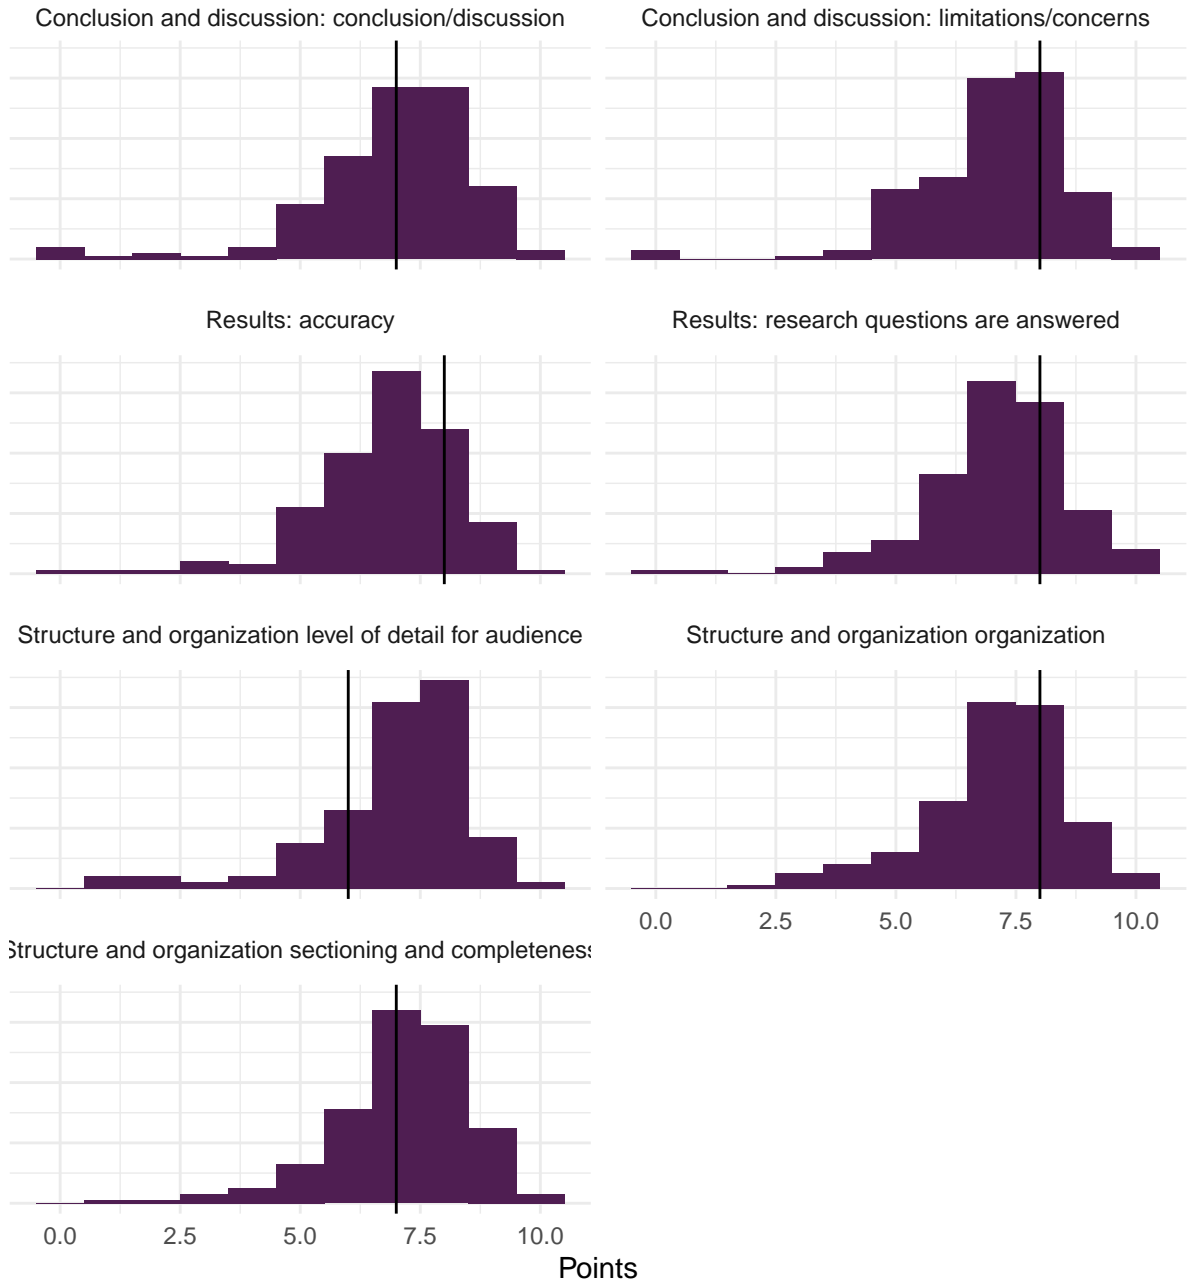 Conclusion and discussion: conclusion/discussion
Conclusion and discussion: limitations/concerns
Results: accuracy
Results: research questions are answered
Structure and organization level of detail for audience
Structure and organization organization
0.0 2.5 5.0 7.5 10.0
Structure and organization sectioning and completeness
0.0 2.5 5.0 7.5 10.0
Points